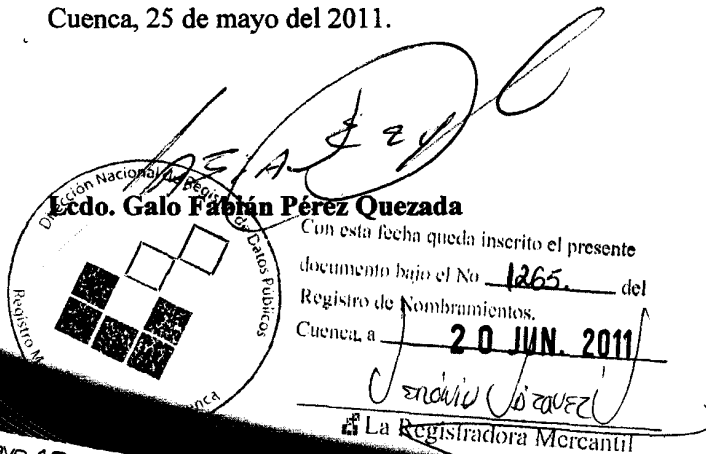 Cuenca, 25 de mayo del 2011.
Lcdo. Galo Fabián Pérez Quezada
Dirección Nacional de Registro de Datos Públicos
Registro
Con esta fecha queda inscrito el presente
documento bajo el No 1265. del
Registro de Nombramientos.
Cuenca, a 20 JUN. 2011
La Registradora Mercantil